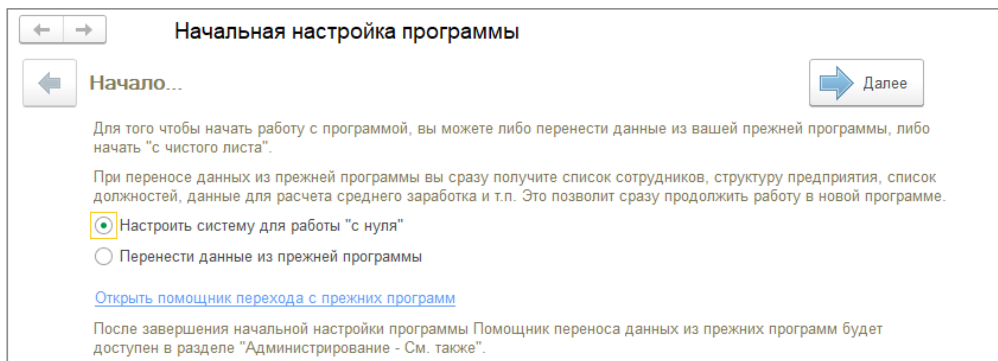 Начальная настройка программы
Начало...
Далее
Для того чтобы начать работу с программой, вы можете либо перенести данные из вашей прежней программы, либо
начать "с чистого листа".
При переносе данных из прежней программы вы сразу получите список сотрудников, структуру предприятия, список
должностей, данные для расчета среднего заработка и т.п. Это позволит сразу продолжить работу в новой программе.
Настроить систему для работы "с нуля"
Перенести данные из прежней программы
Открыть помощник перехода с прежних программ
После завершения начальной настройки программы Помощник переноса данных из прежних программ будет
доступен в разделе "Администрирование - См. также".